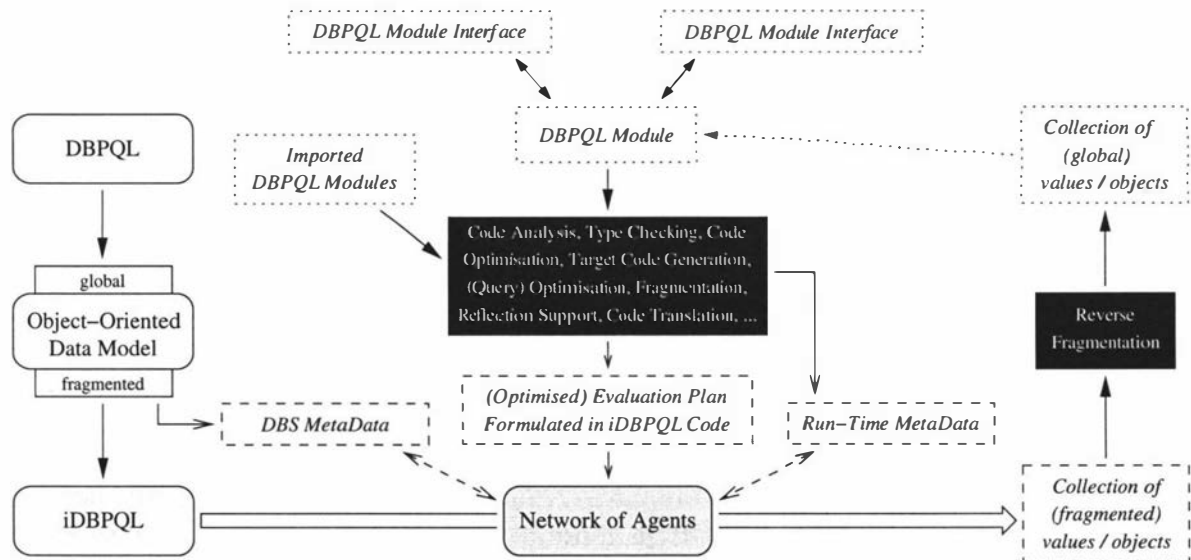 DBPQL Module Interface
DBPQL Module Interface
DBPQL
Imported
DBPQL Modules
DBPQL Module
Collection of
(global)
values / objects
Code Analysis, Type Checking, Code
Optimisation, Target Code Generation,
(Query) Optimisation, Fragmentation,
Reflection Support, Code Translation, ...
global
Object–Oriented
Data Model
fragmented
Reverse
Fragmentation
DBS MetaData
(Optimised) Evaluation Plan
Formulated in iDBPQL Code
Run–Time MetaData
iDBPQL
Network of Agents
Collection of
(fragmented)
values / objects